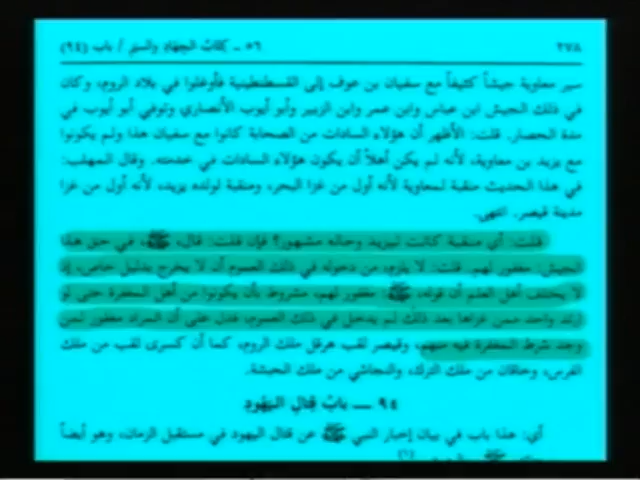 ٢٧٨ ٥٦ - كتاب الجهاد والسير / باب (٩٤)
سير معاوية جيشاً كثيفاً مع سفيان بن عوف إلى القسطنطينية فأوغلوا في بلاد الروم، وكان
في ذلك الجيش ابن عباس وابن عمر وابن الزبير وأبو أيوب الأنصاري وتوفي أبو أيوب في
مدة الحصار. قلت: الأظهر أن هؤلاء السادات من الصحابة كانوا مع سفيان هذا ولم يكونوا
مع يزيد بن معاوية، لأنه لم يكن أهلاً أن يكون هؤلاء السادات في خدمته. وقال المهلب:
في هذا الحديث منقبة لمعاوية لأنه أول من غزا البحر، ومنقبة لولده يزيد، لأنه أول من غزا
مدينة قيصر. انتهى.
قلت: أي منقبة كانت ليزيد وحاله مشهور؟ فإن قلت: قال، ﷺ، في حق هذا
الجيش: مغفور لهم. قلت: لا يلزم، من دخوله في ذلك العموم أن لا يخرج بدليل خاص، إذ
لا يختلف أهل العلم أن قوله، ﷺ: مغفور لهم، مشروط بأن يكونوا من أهل المغفرة حتى لو
ارتد واحد ممن غزاها بعد ذلك لم يدخل في ذلك العموم، فدل على أن المراد مغفور لمن
وجد شرط المغفرة فيه منهم، وقيصر لقب هرقل ملك الروم، كما أن كسرى لقب من ملك
الفرس، وخاقان من ملك الترك، والنجاشي من ملك الحبشة.
٩٤ - باب قتال اليهود
أي: هذا باب في بيان إخبار النبي ﷺ عن قتال اليهود في مستقبل الزمان، وهو أيضاً